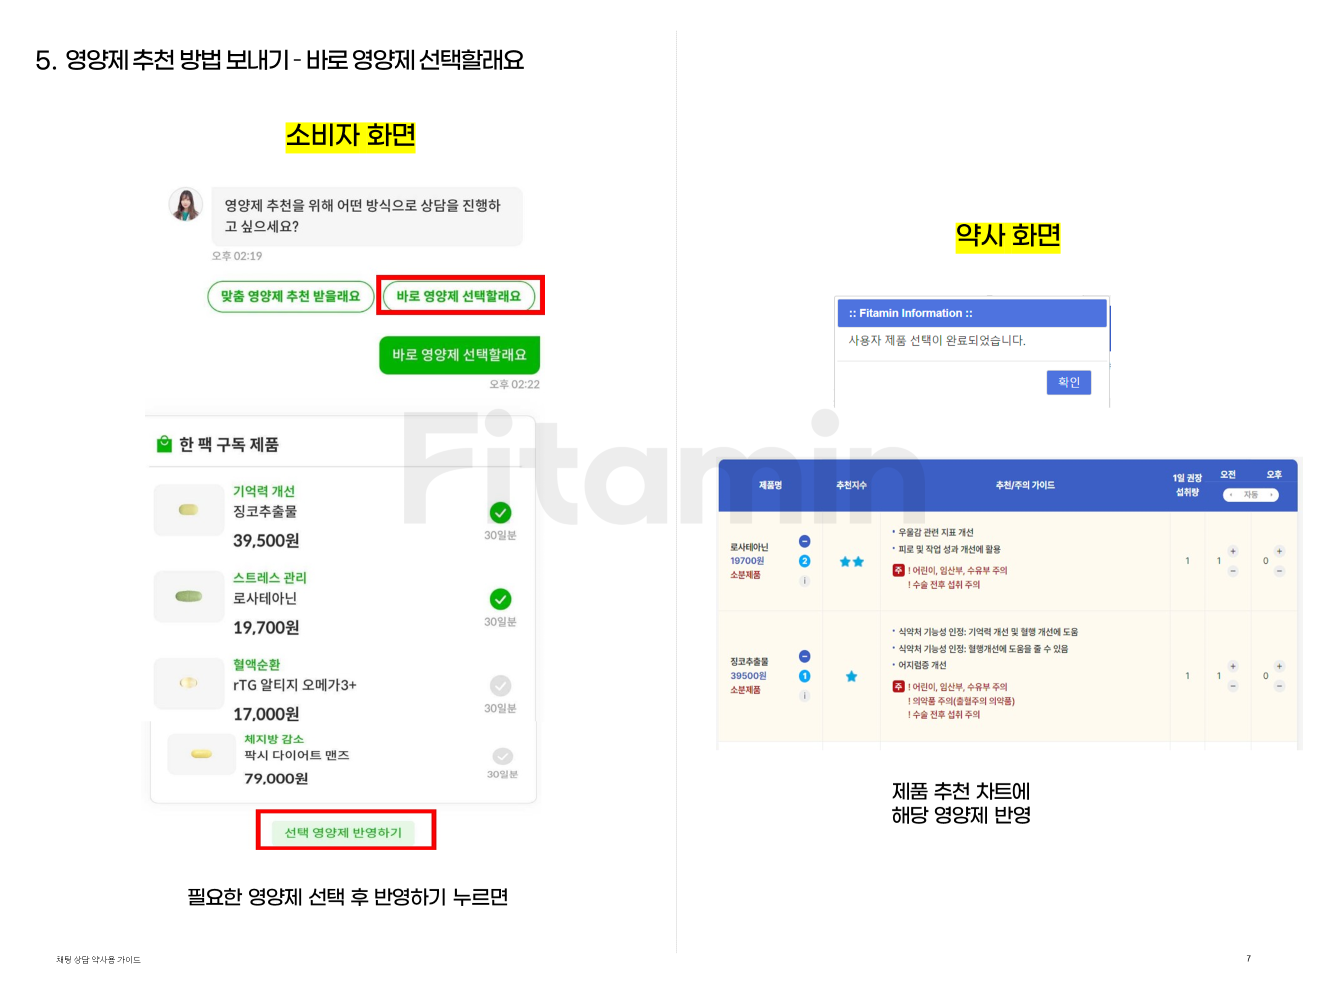 5. 영양제 추천 방법 보내기 - 바로 영양제 선택할래요
소비자 화면
영양제 추천을 위해 어떤 방식으로 상담을 진행하
고 싶으세요?
오후 02:19
맞춤 영양제 추천 받을래요
바로 영양제 선택할래요
바로 영양제 선택할래요
오후 02:22
한 팩 구독 제품
기억력 개선
징코추출물
39,500원
30일분
스트레스 관리
로사테아닌
19,700원
30일분
혈액순환
rTG 알티지 오메가3+
17,000원
30일분
체지방 감소
팍시 다이어트 맨즈
79,000원
30일분
선택 영양제 반영하기
필요한 영양제 선택 후 반영하기 누르면
Fitamin
약사 화면
:: Fitamin Information ::
사용자 제품 선택이 완료되었습니다.
확인
제품명 추천지수 추천/주의 가이드 1일 권장 섭취량 오전 오후
자동
로사테아닌
19700원
소분제품
2
i
• 우울감 관련 지표 개선
• 피로 및 작업 성과 개선에 활용
주 ! 어린이, 임산부, 수유부 주의
! 수술 전후 섭취 주의
1 1 + − 0 + −
징코추출물
39500원
소분제품
1
i
• 식약처 기능성 인정: 기억력 개선 및 혈행 개선에 도움
• 식약처 기능성 인정: 혈행개선에 도움을 줄 수 있음
• 어지럼증 개선
주 ! 어린이, 임산부, 수유부 주의
! 의약품 주의(출혈주의 의약품)
! 수술 전후 섭취 주의
1 1 + − 0 + −
제품 추천 차트에
해당 영양제 반영
채팅 상담 약사용 가이드
7